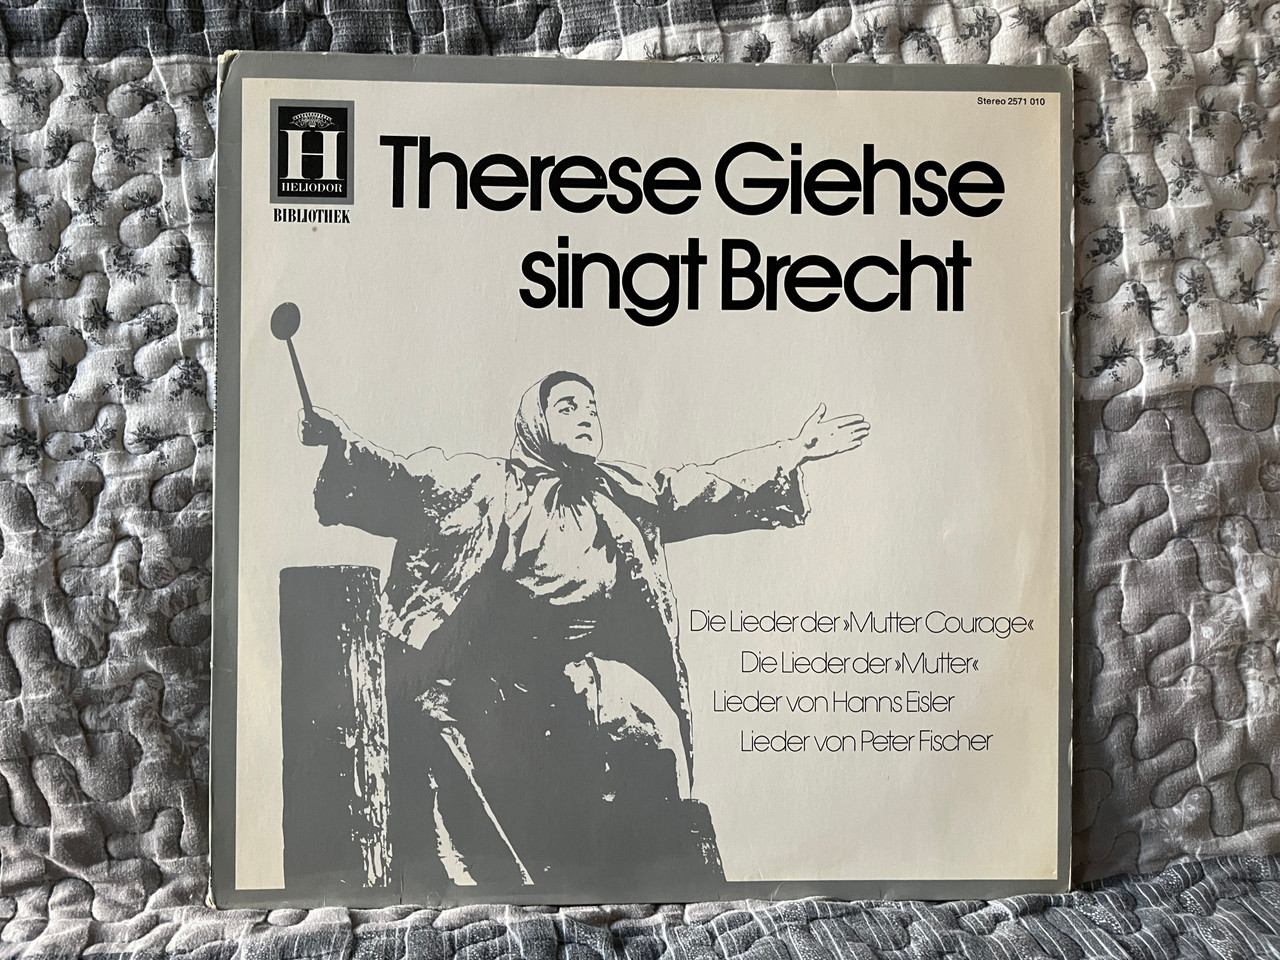 Stereo 2571 010
H
HELIODOR
BIBLIOTHEK
Therese Giehse
singt Brecht
Die Lieder der »Mutter Courage«
Die Lieder der »Mutter«
Lieder von Hanns Eisler
Lieder von Peter Fischer